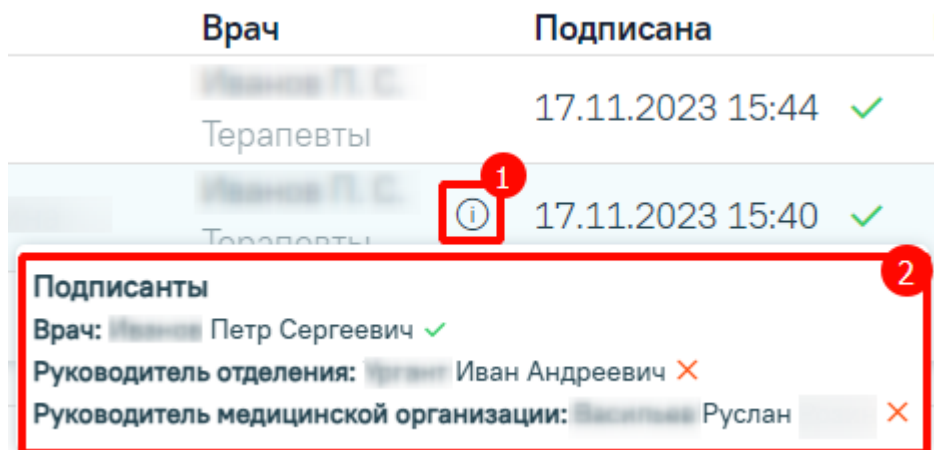 Врач Подписана
17.11.2023 15:44
Терапевты
1
17.11.2023 15:40
Терапевты
2
Подписанты
Врач: Петр Сергеевич
Руководитель отделения: Иван Андреевич
Руководитель медицинской организации: Руслан